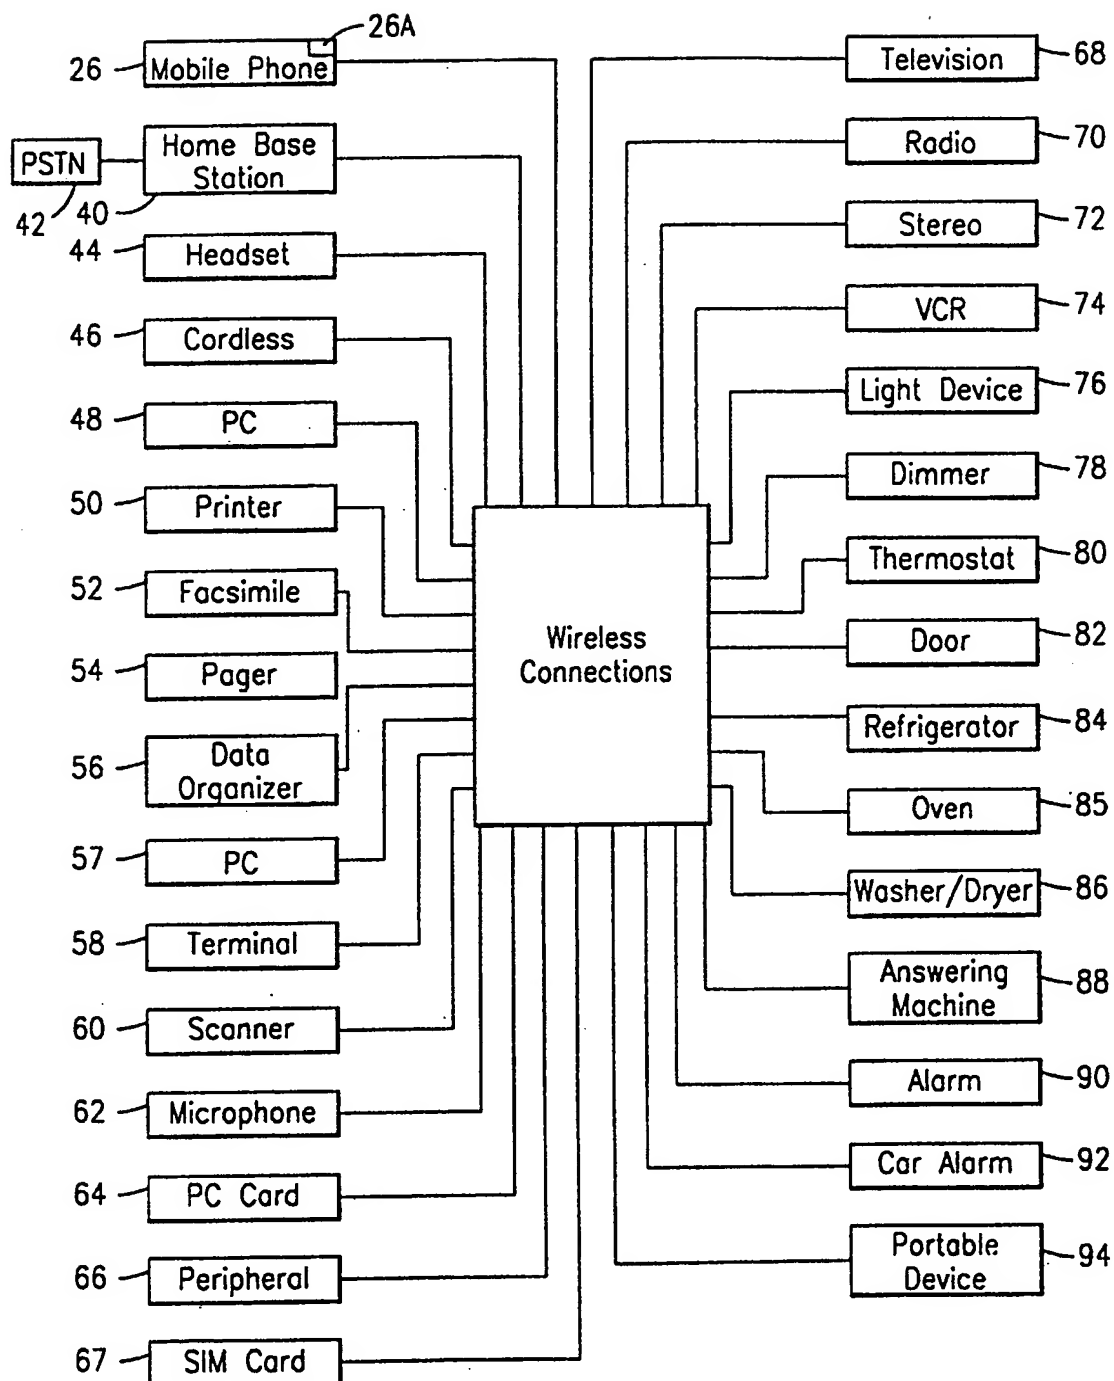 26A
26
Mobile Phone
PSTN
42
Home Base
Station
40
44
Headset
46
Cordless
48
PC
50
Printer
52
Facsimile
54
Pager
56
Data
Organizer
57
PC
58
Terminal
60
Scanner
62
Microphone
64
PC Card
66
Peripheral
67
SIM Card
Wireless
Connections
Television
68
Radio
70
Stereo
72
VCR
74
Light Device
76
Dimmer
78
Thermostat
80
Door
82
Refrigerator
84
Oven
85
Washer/Dryer
86
Answering
Machine
88
Alarm
90
Car Alarm
92
Portable
Device
94